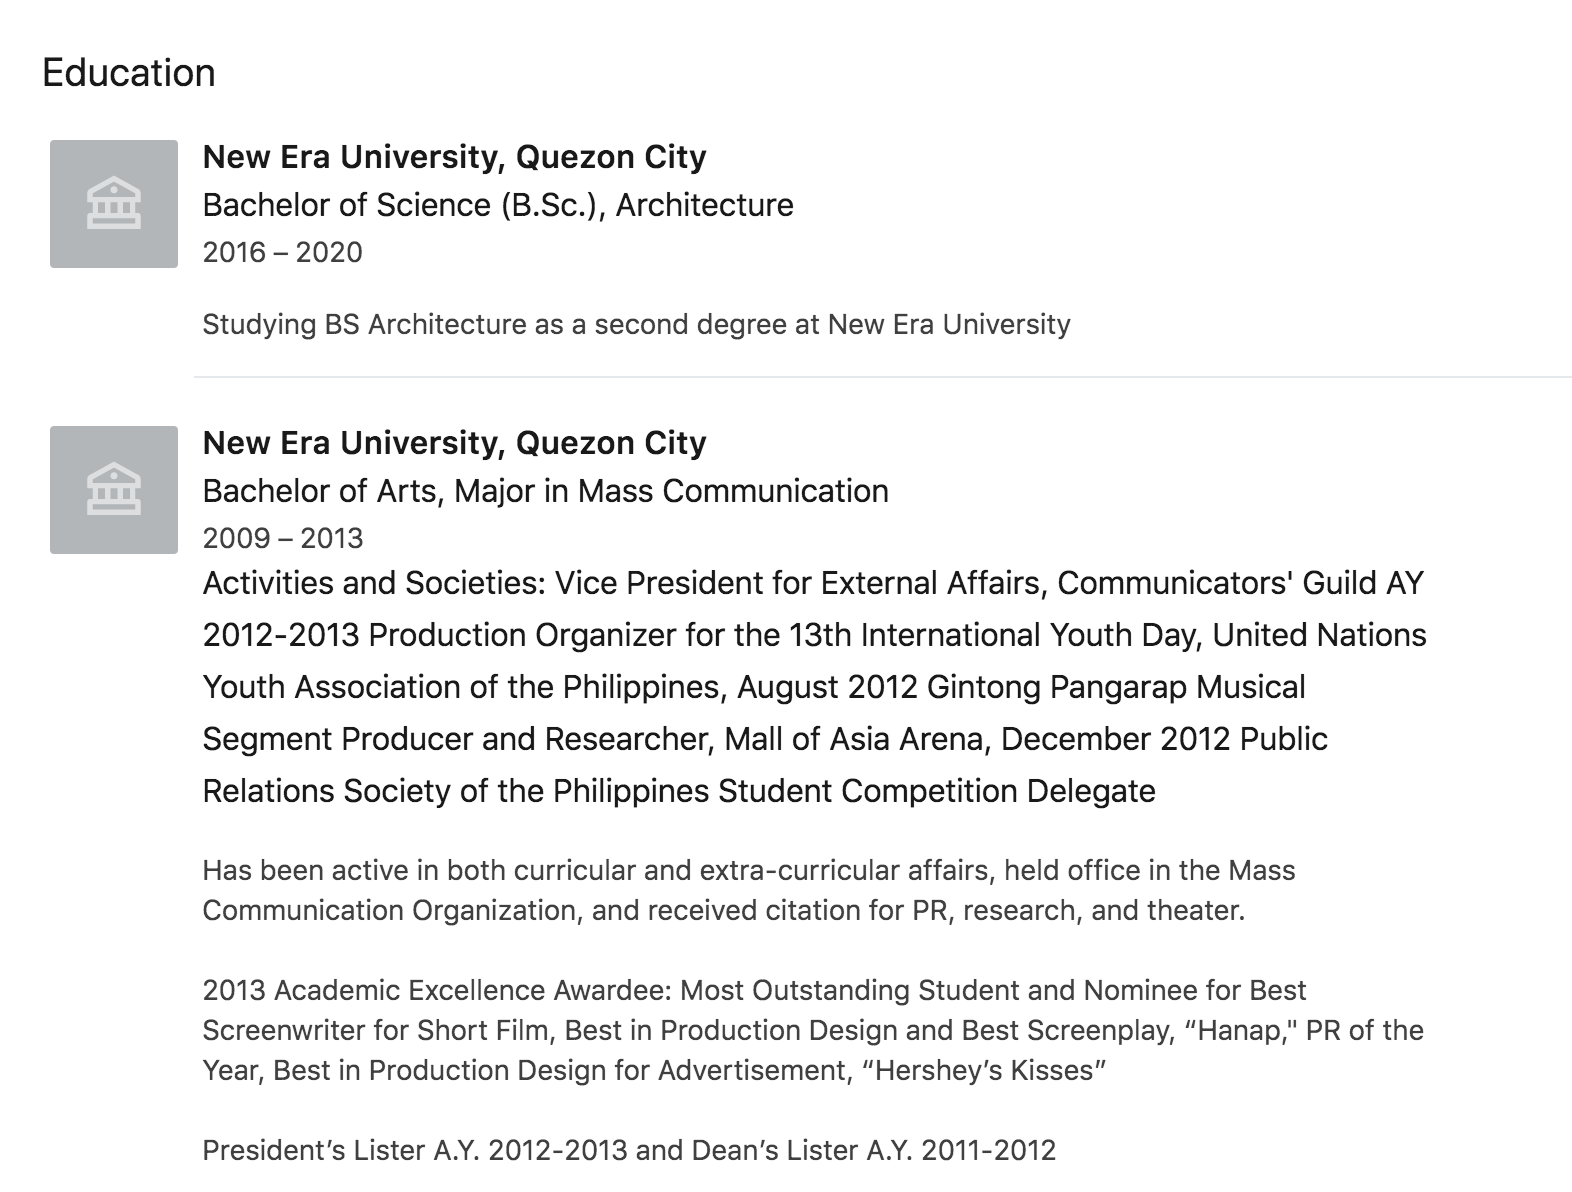 Education
New Era University, Quezon City
Bachelor of Science (B.Sc.), Architecture
2016 – 2020
Studying BS Architecture as a second degree at New Era University
New Era University, Quezon City
Bachelor of Arts, Major in Mass Communication
2009 – 2013
Activities and Societies: Vice President for External Affairs, Communicators' Guild AY
2012-2013 Production Organizer for the 13th International Youth Day, United Nations
Youth Association of the Philippines, August 2012 Gintong Pangarap Musical
Segment Producer and Researcher, Mall of Asia Arena, December 2012 Public
Relations Society of the Philippines Student Competition Delegate
Has been active in both curricular and extra-curricular affairs, held office in the Mass
Communication Organization, and received citation for PR, research, and theater.
2013 Academic Excellence Awardee: Most Outstanding Student and Nominee for Best
Screenwriter for Short Film, Best in Production Design and Best Screenplay, “Hanap," PR of the
Year, Best in Production Design for Advertisement, “Hershey’s Kisses”
President’s Lister A.Y. 2012-2013 and Dean’s Lister A.Y. 2011-2012